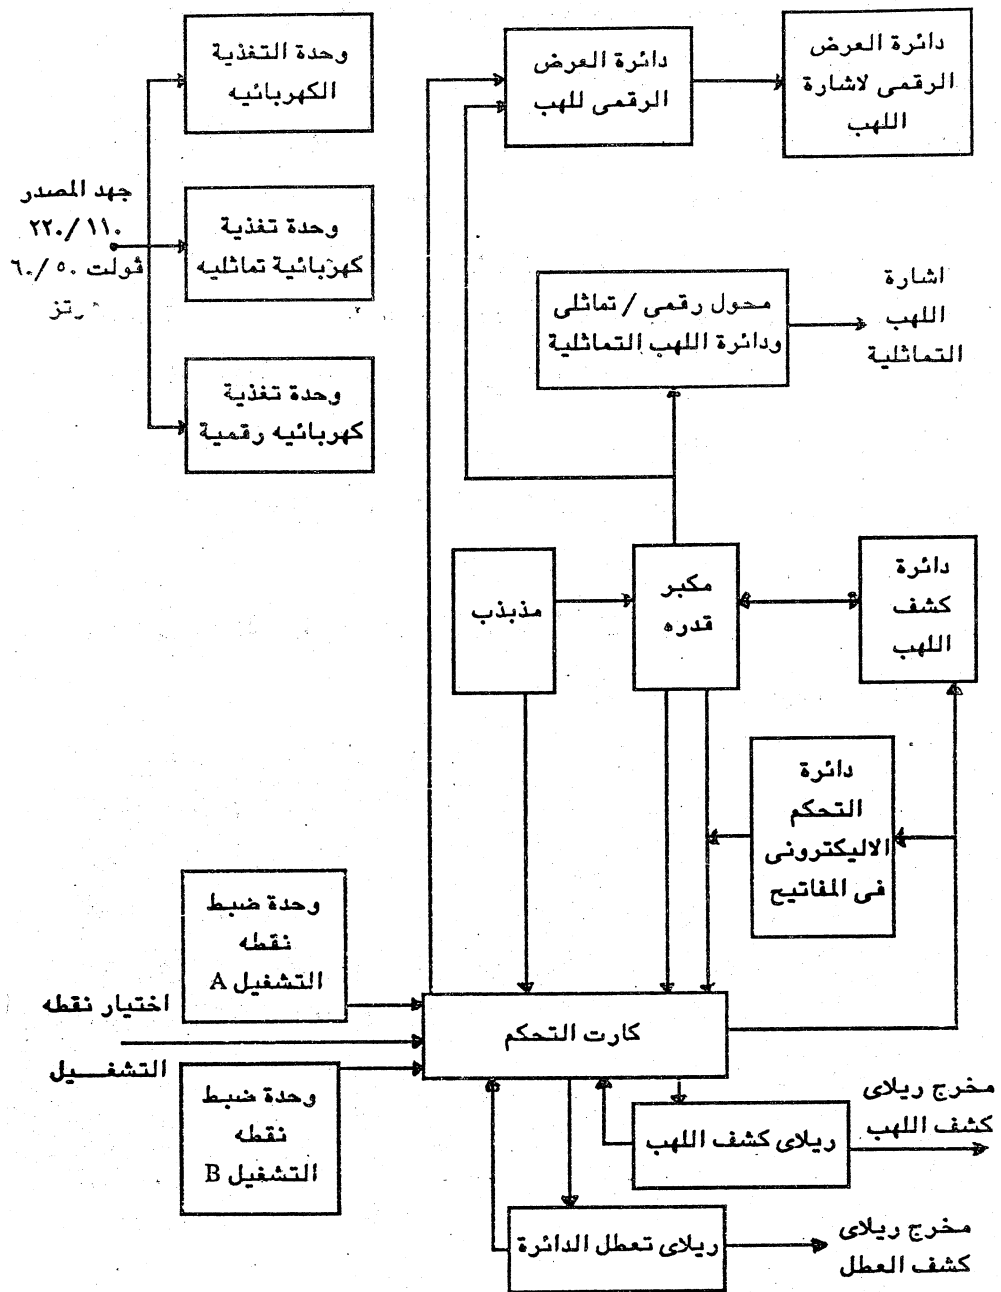 وحدة التغذية
الكهربائيه
دائرة العرض
الرقمى للهب
دائرة العرض
الرقمى لاشارة
اللهب
جهد المصدر
٢٢٠/١١٠
ڤولت ٦٠/٥٠
وحدة تغذية
كهربائية تماثليه
محول رقمى / تماثلى
ودائرة اللهب التماثلية
اشارة
اللهب
التماثلية
وحدة تغذية
كهربائيه رقمية
مذبذب
مكبر
قدره
دائرة
كشف
اللهب
دائرة
التحكم
الاليكترونى
فى المفاتيح
وحدة ضبط
نقطه
التشغيل A
اختيار نقطه
التشغـــيل
كارت التحكم
وحدة ضبط
نقطه
التشغيل B
ريلاى كشف اللهب
مخرج ريلاى
كشف اللهب
ريلاى تعطل الدائرة
مخرج ريلاى
كشف العطل